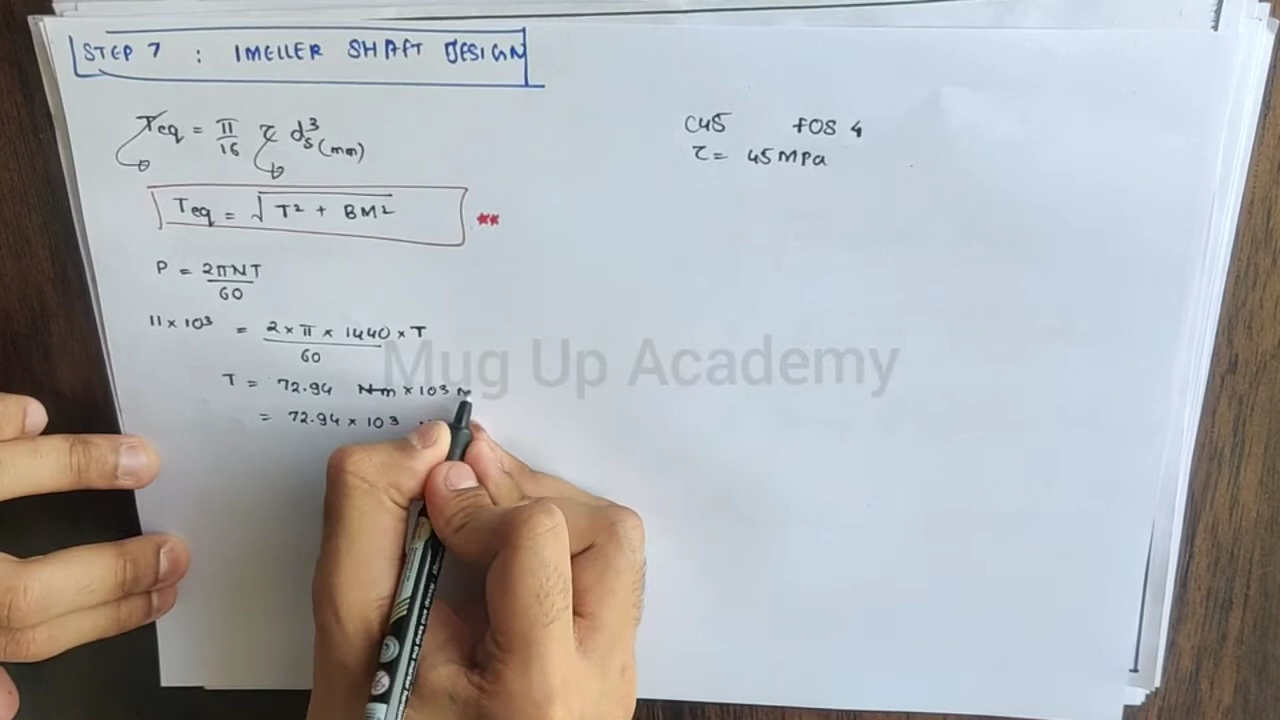 STEP 7 : IMELLER SHAFT DESIGN
Teq = π/16 τ ds³(mm)
C45 FOS 4
τ = 45 MPa
Teq = √T² + BM² **
P = 2πNT/60
11 × 10³ = 2 × π × 1440 × T/60
Mug Up Academy
T = 72.94 Nm × 10³ N
= 72.94 × 10³